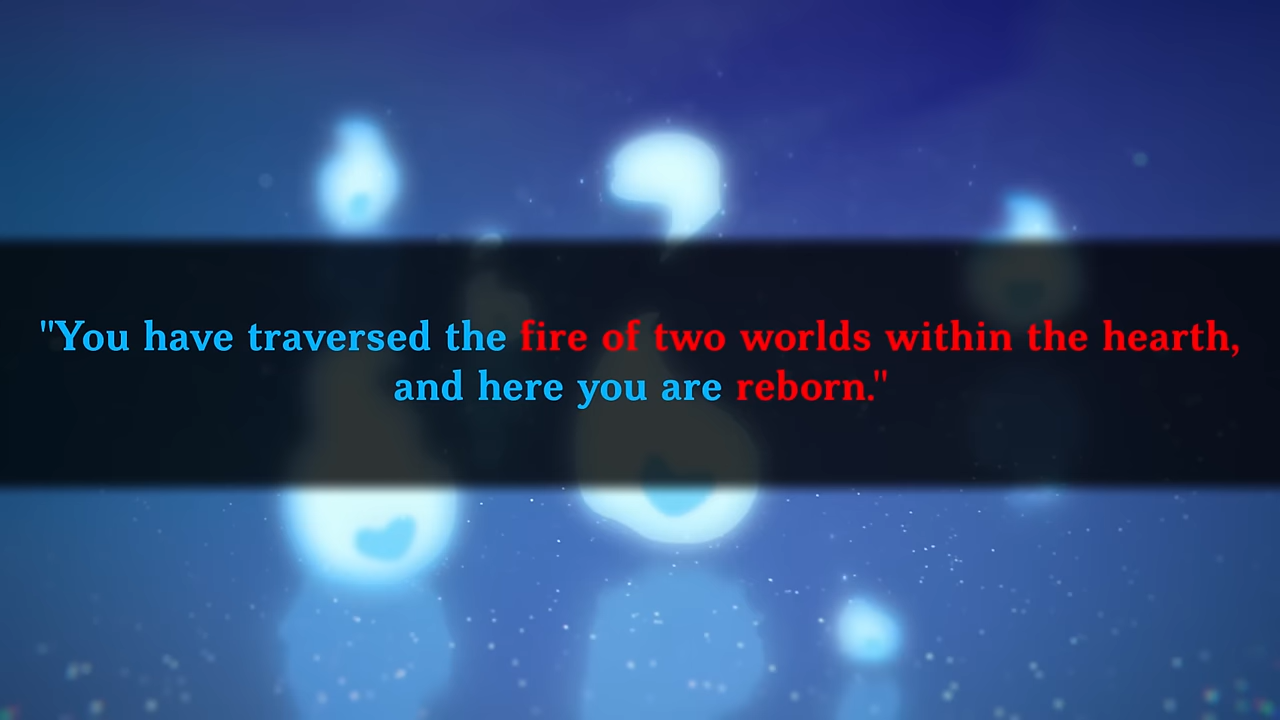 "You have traversed the fire of two worlds within the hearth,
and here you are reborn."